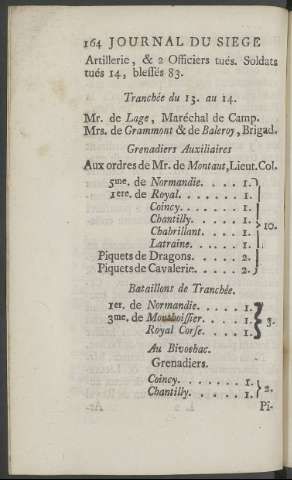 164 JOURNAL DU SIEGE
Artillerie, & 2 Officiers tués. Soldats
tués 14, blessés 83.
Tranchée du 13. au 14.
Mr. de Lage, Maréchal de Camp.
Mrs. de Grammont & de Baleroy, Brigad.
Grenadiers Auxiliaires
Aux ordres de Mr. de Montaut, Lieut. Col.
5me. de Normandie. . . . 1.
1ere. de Royal. . . . . . . 1.
Coincy. . . . . . . 1.
Chantilly. . . . . 1.
Chabrillant. . . . 1.
Latraine. . . . . . 1.
10.
Piquets de Dragons. . . . . 2.
Piquets de Cavalerie. . . . . 2.
Bataillons de Tranchée.
1er. de Normandie. . . . . 1.
3me. de Montboissier. . . . 1.
3.
Royal Corse. . . . 1.
Au Bivoshac.
Grenadiers.
Coincy. . . . . . . 1.
Chantilly. . . . . 1.
2.
Pi-